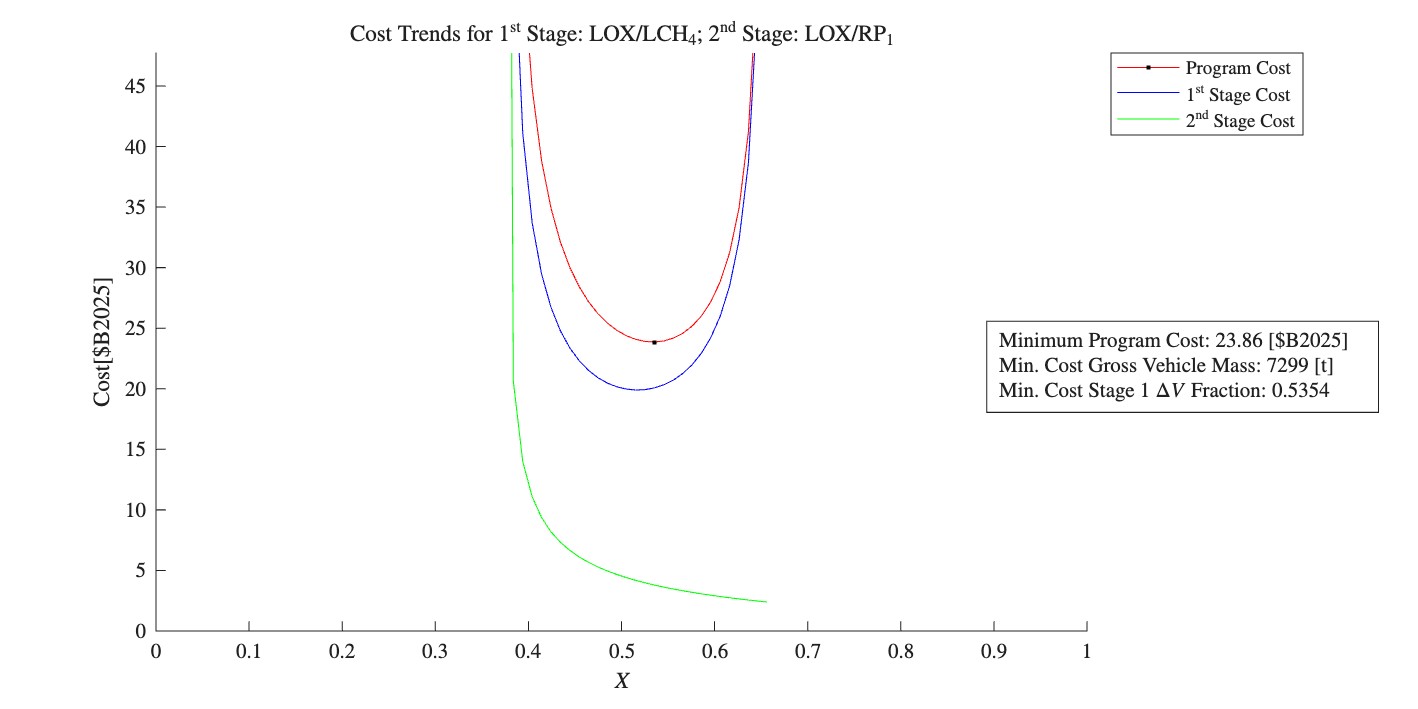 Cost Trends for 1st Stage: LOX/LCH4; 2nd Stage: LOX/RP1
Program Cost
1st Stage Cost
2nd Stage Cost
Cost[$B2025]
45
40
35
30
25
20
15
10
5
0
Minimum Program Cost: 23.86 [$B2025]
Min. Cost Gross Vehicle Mass: 7299 [t]
Min. Cost Stage 1 ΔV Fraction: 0.5354
0 0.1 0.2 0.3 0.4 0.5 0.6 0.7 0.8 0.9 1
X